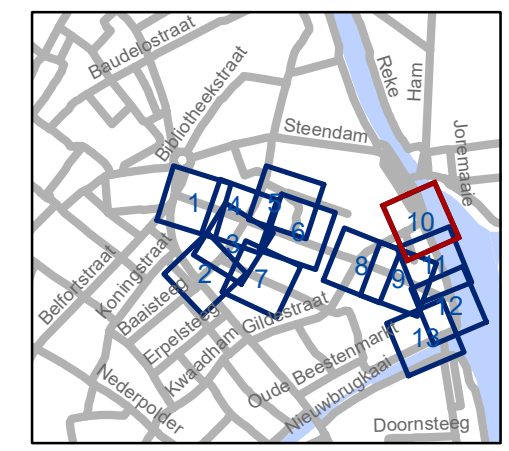 Baudelostraat
Bibliotheekstraat
Reke
Ham
Steendam
Joremaaie
1
4
5
10
6
3
2
7
8
9
11
12
13
Belfortstraat
Koningstraat
Baaisteeg
Erpelsteeg
Kwaadham
Gildestraat
Oude Beestenmarkt
Nieuwbrugkaai
Nederpolder
Doornsteeg